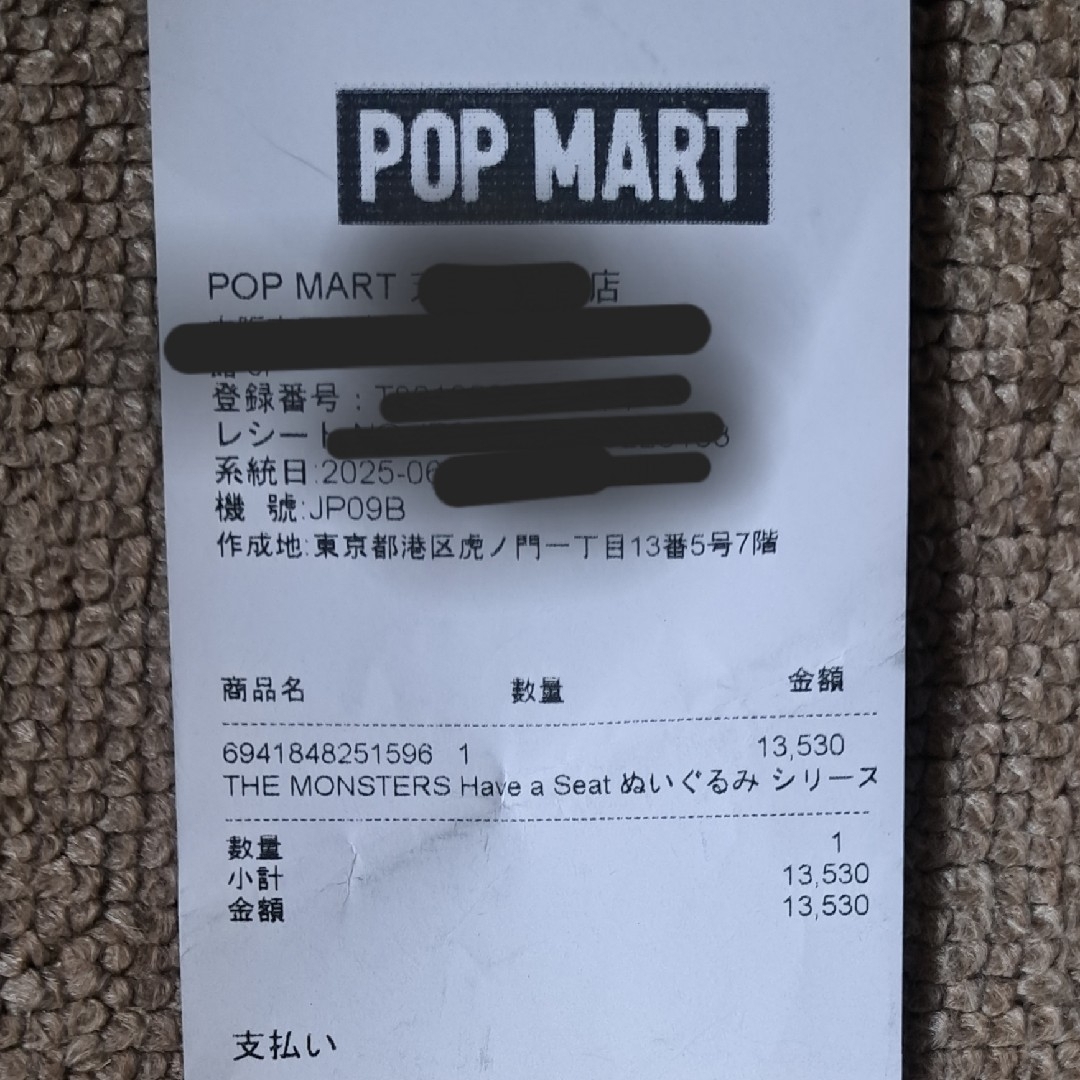 POP MART
POP MART 店
登録番号:
レシート
系統日:2025-06
機 號:JP09B
作成地:東京都港区虎ノ門一丁目13番5号7階
商品名 數量 金額
6941848251596 1 13,530
THE MONSTERS Have a Seat ぬいぐるみ シリーズ
數量 1
小計 13,530
金額 13,530
支払い